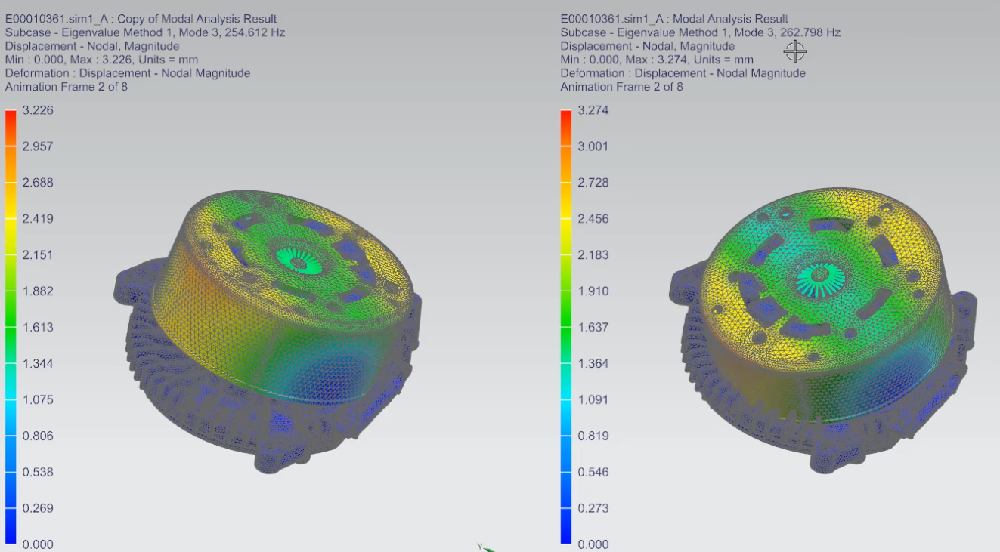 E00010361.sim1_A : Copy of Modal Analysis Result
Subcase - Eigenvalue Method 1, Mode 3, 254.612 Hz
Displacement - Nodal, Magnitude
Min : 0.000, Max : 3.226, Units = mm
Deformation : Displacement - Nodal Magnitude
Animation Frame 2 of 8
3.226
2.957
2.688
2.419
2.151
1.882
1.613
1.344
1.075
0.806
0.538
0.269
0.000
E00010361.sim1_A : Modal Analysis Result
Subcase - Eigenvalue Method 1, Mode 3, 262.798 Hz
Displacement - Nodal, Magnitude
Min : 0.000, Max : 3.274, Units = mm
Deformation : Displacement - Nodal Magnitude
Animation Frame 2 of 8
3.274
3.001
2.728
2.456
2.183
1.910
1.637
1.364
1.091
0.819
0.546
0.273
0.000
Y